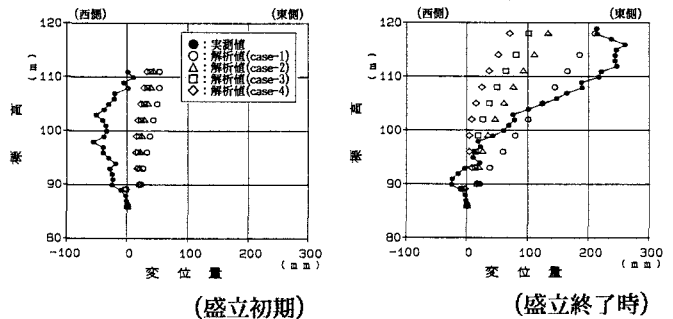 (西側)
(東側)
120
110
100
90
80
(m)
標高
●：実測値
○：解析値(case-1)
△：解析値(case-2)
□：解析値(case-3)
◇：解析値(case-4)
-100
0
100
200
300
(mm)
変位量
(盛立初期)
(西側)
(東側)
120
110
100
90
80
(m)
標高
-100
0
100
200
300
(mm)
変位量
(盛立終了時)